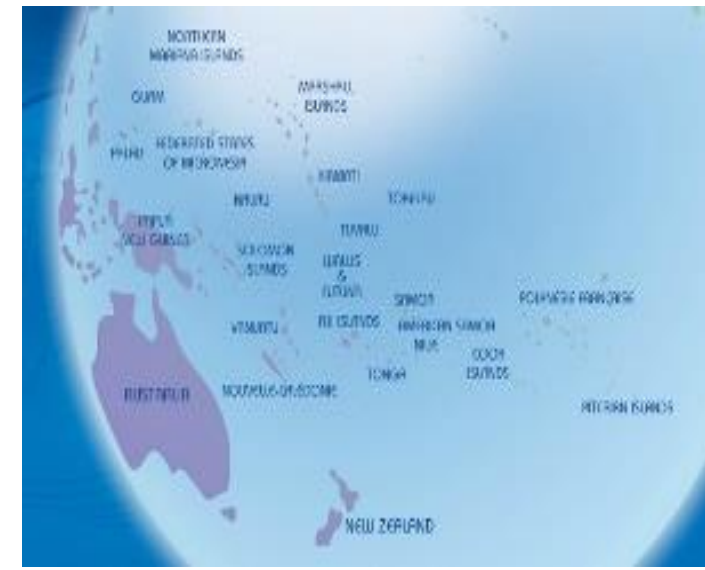 NORTHERN
MARIANA ISLANDS
GUAM
MARSHALL
ISLANDS
PALAU
FEDERATED STATES
OF MICRONESIA
KIRIBATI
NAURU
TOKELAU
TUVALU
PAPUA
NEW GUINEA
SOLOMON
ISLANDS
WALLIS
&
FUTUNA
SAMOA
POLYNESIE FRANÇAISE
VANUATU
FIJI ISLANDS
AMERICAN SAMOA
NIUE
COOK
ISLANDS
TONGA
AUSTRALIA
NOUVELLE-CALEDONIE
PITCAIRN ISLANDS
NEW ZEALAND